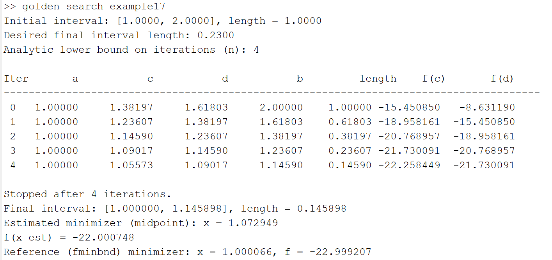 >> golden_search_example17
Initial interval: [1.0000, 2.0000], length = 1.0000
Desired final interval length: 0.2300
Analytic lower bound on iterations (n): 4
Iter a c d b length f(c) f(d)
0 1.00000 1.38197 1.61803 2.00000 1.00000 -15.450850 -8.631190
1 1.00000 1.23607 1.38197 1.61803 0.61803 -18.958161 -15.450850
2 1.00000 1.14590 1.23607 1.38197 0.38197 -20.768957 -18.958161
3 1.00000 1.09017 1.14590 1.23607 0.23607 -21.730091 -20.768957
4 1.00000 1.05573 1.09017 1.14590 0.14590 -22.258449 -21.730091
Stopped after 4 iterations.
Final interval: [1.000000, 1.145898], length = 0.145898
Estimated minimizer (midpoint): x = 1.072949
f(x_est) = -22.000748
Reference (fminbnd) minimizer: x = 1.000066, f = -22.999207